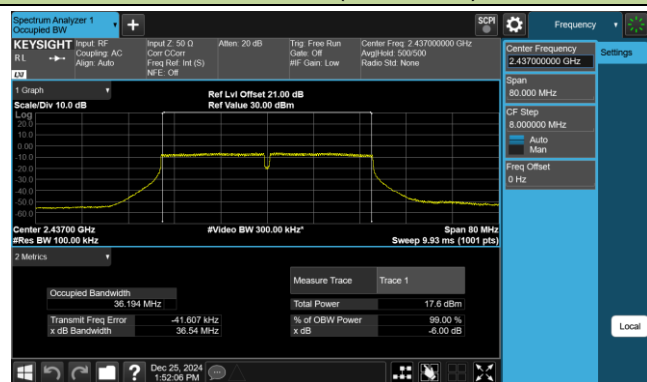 Spectrum Analyzer 1
Occupied BW
SCPI
Frequency
KEYSIGHT
R L
LXI
Input: RF
Coupling: AC
Align: Auto
Input Z: 50 Ω
Corr CCorr
Freq Ref: Int (S)
NFE: Off
Atten: 20 dB
Trig: Free Run
Gate: Off
#IF Gain: Low
Center Freq: 2.437000000 GHz
Avg|Hold: 500/500
Radio Std: None
Center Frequency
2.437000000 GHz
Settings
Span
80.000 MHz
CF Step
8.000000 MHz
Auto
Man
Freq Offset
0 Hz
Local
1 Graph
Scale/Div 10.0 dB
Ref Lvl Offset 21.00 dB
Ref Value 30.00 dBm
Log
20.0
10.0
0.00
-10.0
-20.0
-30.0
-40.0
-50.0
-60.0
Center 2.43700 GHz
#Res BW 100.00 kHz
#Video BW 300.00 kHz*
Span 80 MHz
Sweep 9.93 ms (1001 pts)
2 Metrics
Measure Trace Trace 1
Occupied Bandwidth
36.194 MHz
Total Power 17.6 dBm
Transmit Freq Error -41.607 kHz
% of OBW Power 99.00 %
x dB Bandwidth 36.54 MHz
x dB -6.00 dB
?
Dec 25, 2024
1:52:06 PM